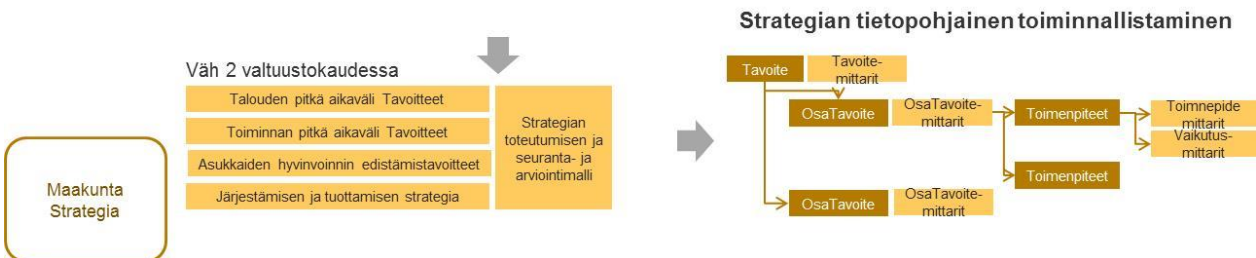 Strategian tietopohjainen toiminnallistaminen
Väh 2 valtuustokaudessa
Talouden pitkä aikaväli Tavoitteet
Toiminnan pitkä aikaväli Tavoitteet
Asukkaiden hyvinvoinnin edistämistavoitteet
Järjestämisen ja tuottamisen strategia
Strategian
toteutumisen ja
seuranta- ja
arviointimalli
Maakunta
Strategia
Tavoite
Tavoite-
mittarit
OsaTavoite
OsaTavoite-
mittarit
Toimenpiteet
Toimnepide
mittarit
Vaikutus-
mittarit
Toimenpiteet
OsaTavoite
OsaTavoite-
mittarit